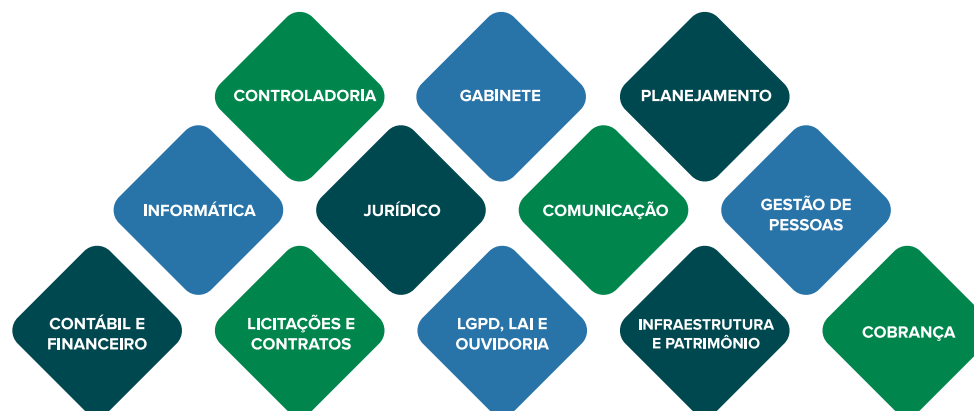 CONTROLADORIA
GABINETE
PLANEJAMENTO
INFORMÁTICA
JURÍDICO
COMUNICAÇÃO
GESTÃO DE
PESSOAS
CONTÁBIL E
FINANCEIRO
LICITAÇÕES E
CONTRATOS
LGPD, LAI E
OUVIDORIA
INFRAESTRUTURA
E PATRIMÔNIO
COBRANÇA